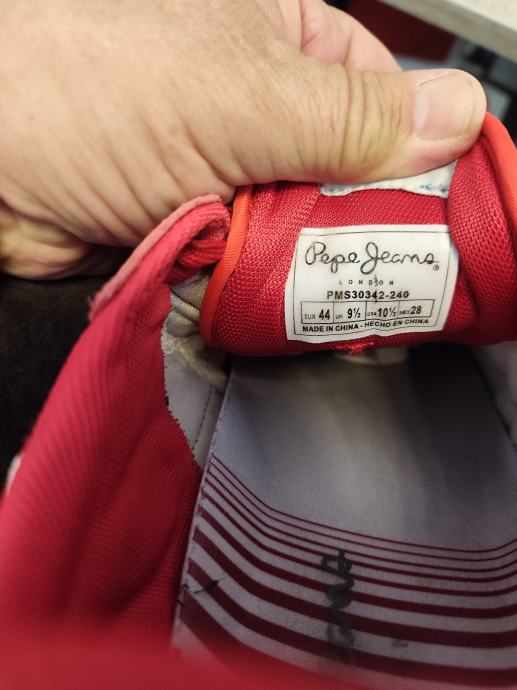 Pepe Jeans®
LONDON
PMS30342-240
EUR 44 UK 9½ USA 10½ MEX 28
MADE IN CHINA - HECHO EN CHINA